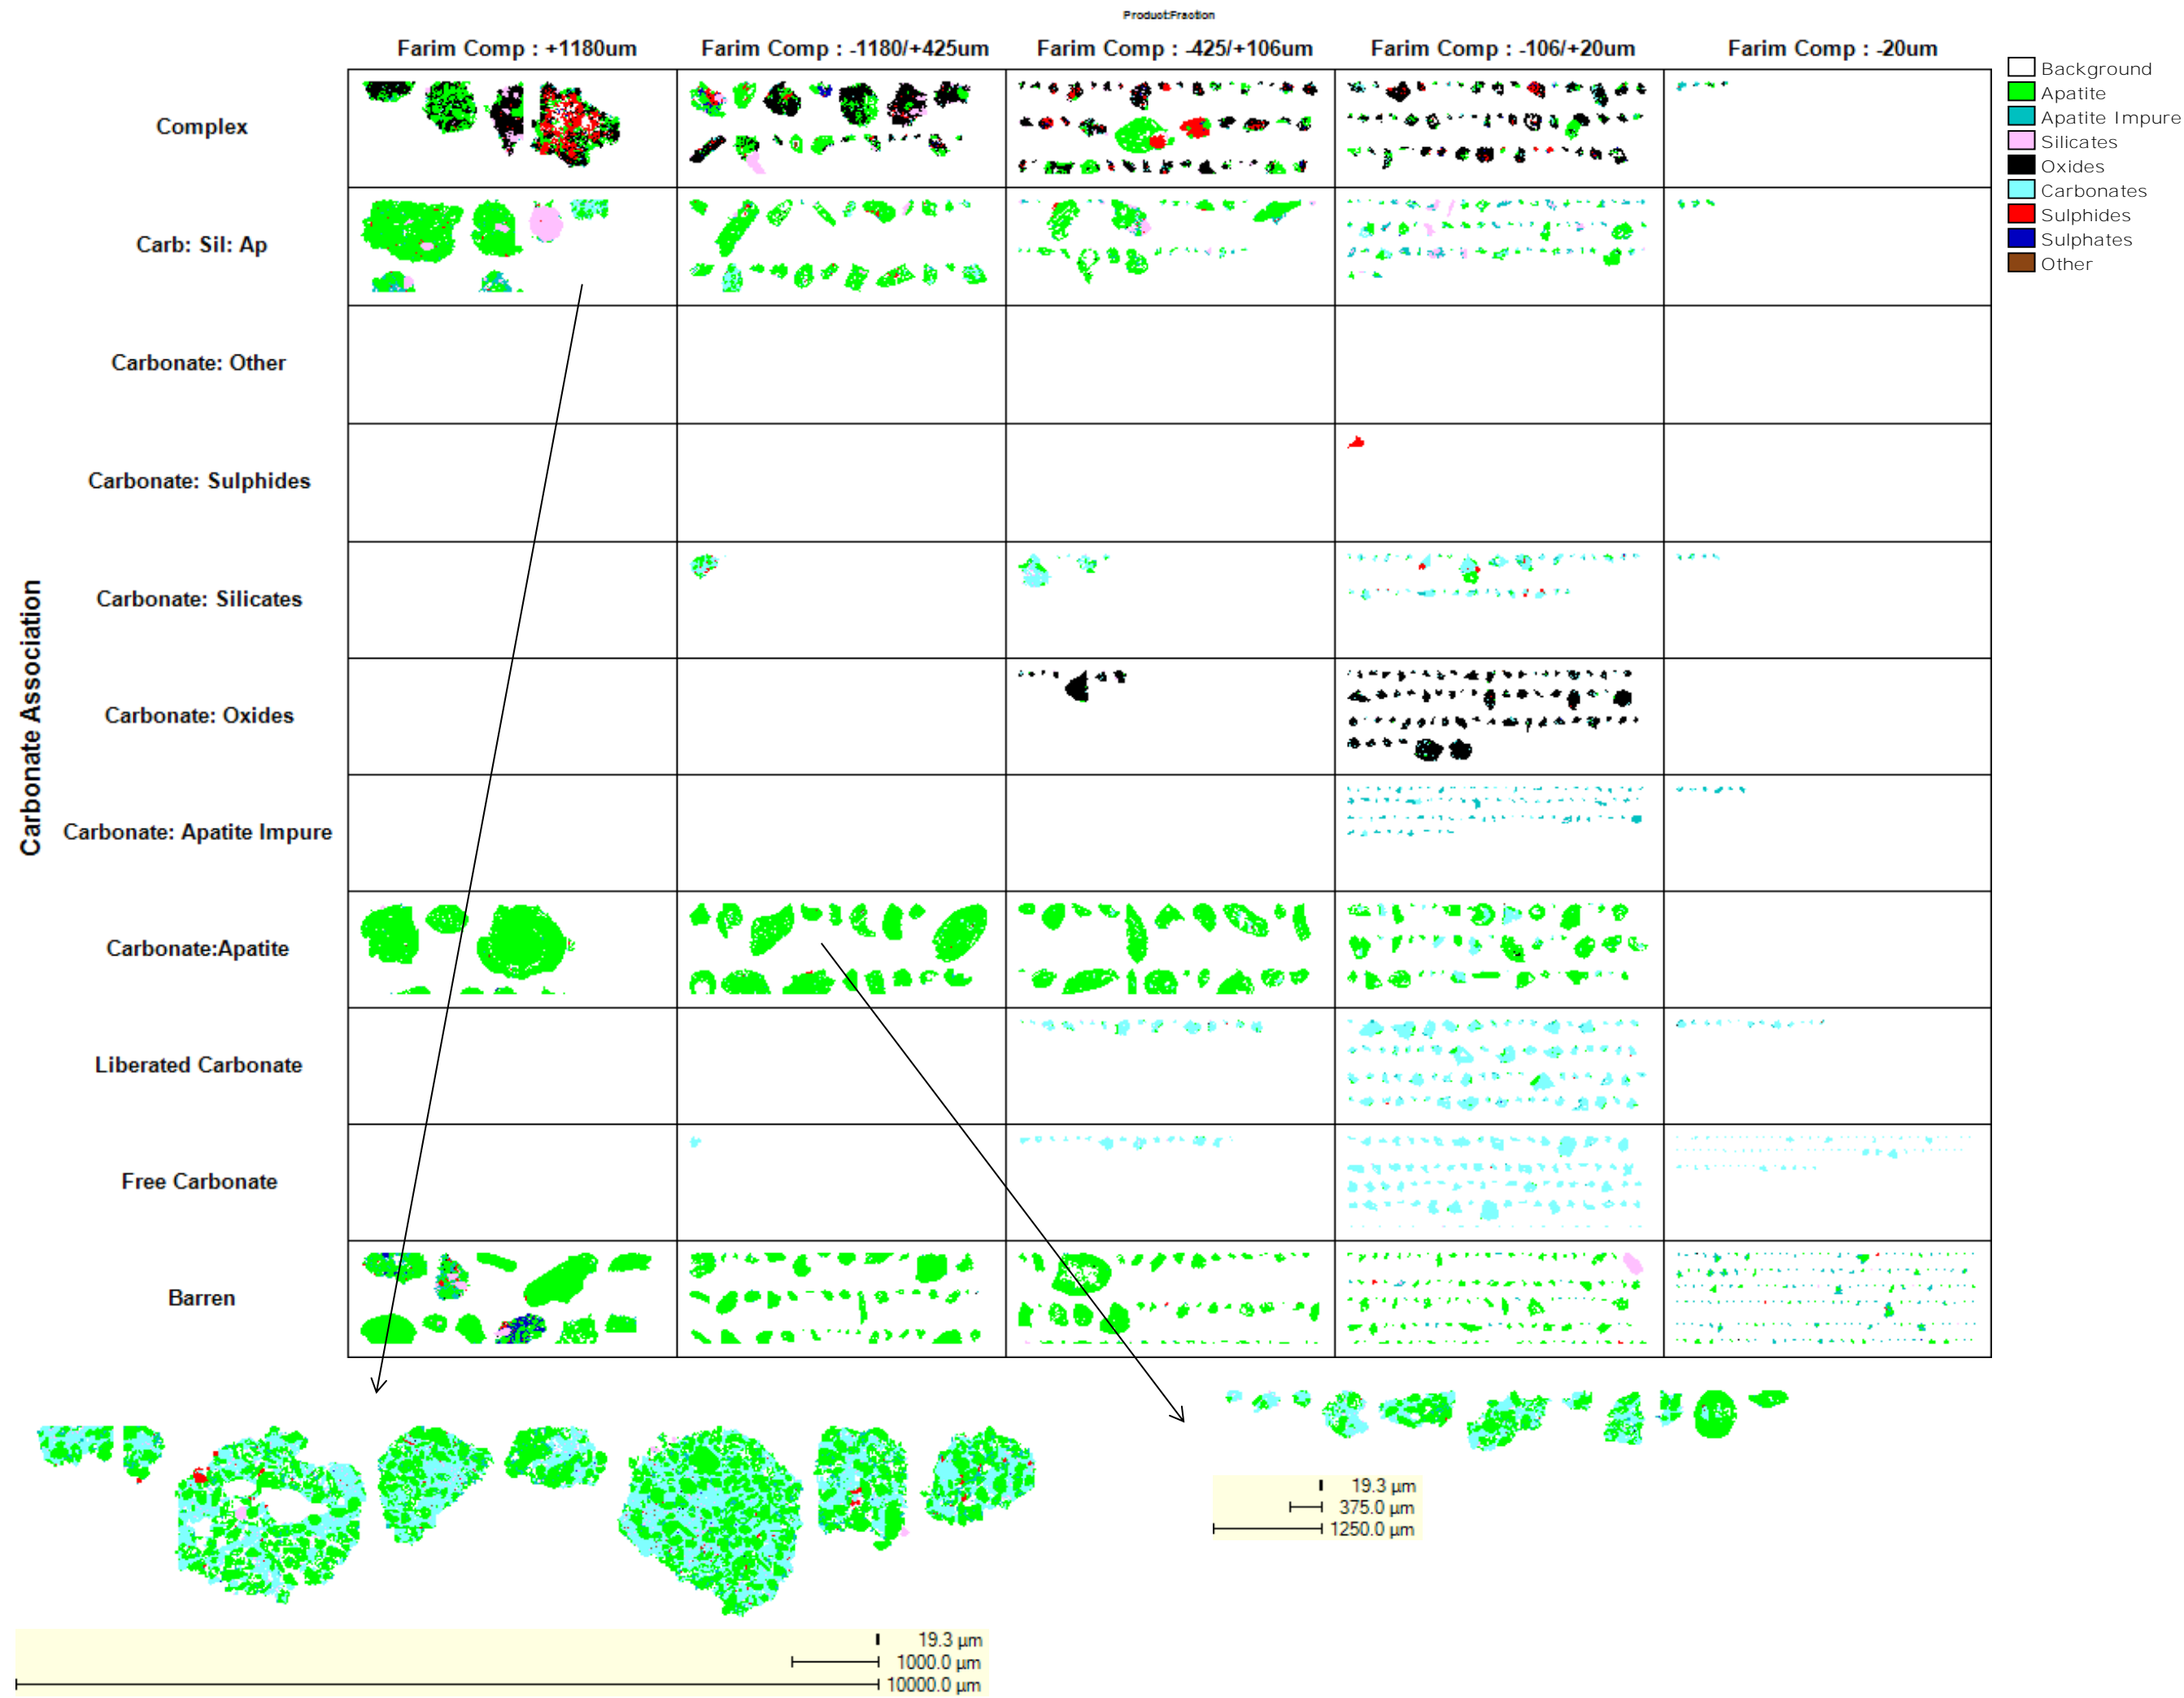 Product:Fraction
Farim Comp : +1180um
Farim Comp : -1180/+425um
Farim Comp : -425/+106um
Farim Comp : -106/+20um
Farim Comp : -20um
Background
Apatite
Apatite Impure
Silicates
Oxides
Carbonates
Sulphides
Sulphates
Other
Carbonate Association
Complex
Carb: Sil: Ap
Carbonate: Other
Carbonate: Sulphides
Carbonate: Silicates
Carbonate: Oxides
Carbonate: Apatite Impure
Carbonate:Apatite
Liberated Carbonate
Free Carbonate
Barren
19.3 µm
375.0 µm
1250.0 µm
19.3 µm
1000.0 µm
10000.0 µm